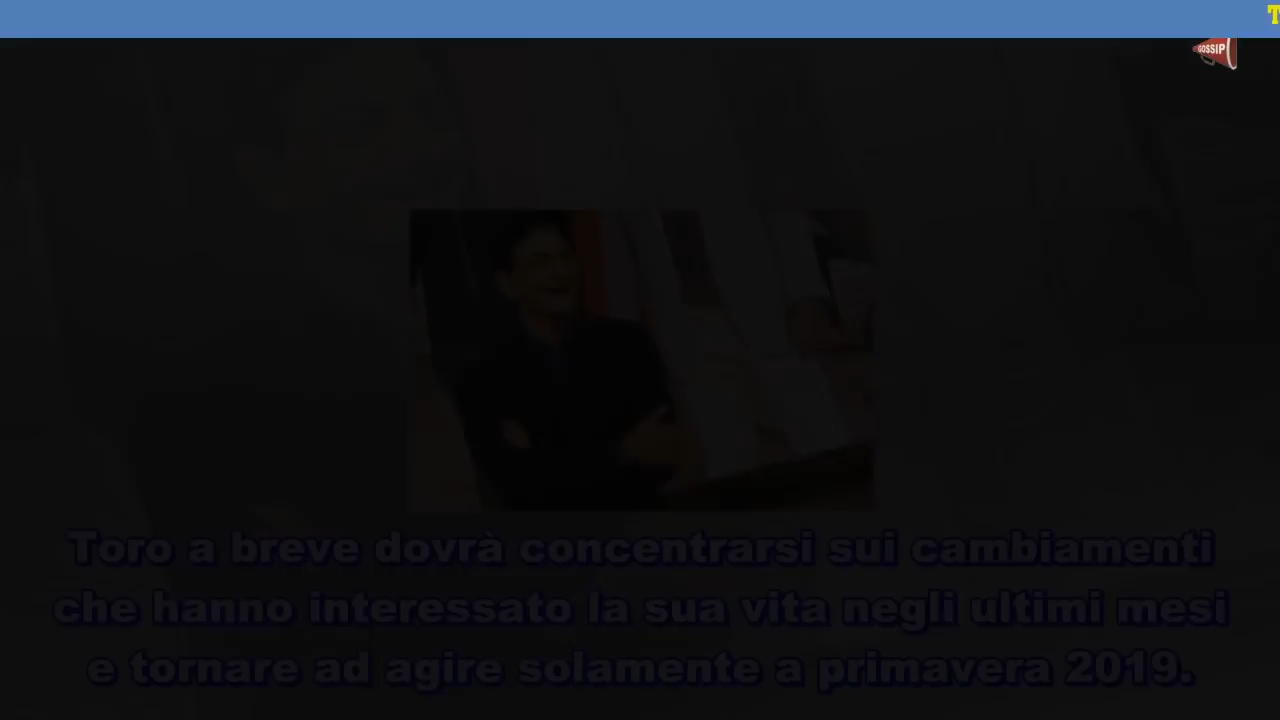 T
GOSSIP
Toro a breve dovrà concentrarsi sui cambiamenti
che hanno interessato la sua vita negli ultimi mesi
e tornare ad agire solamente a primavera 2019.